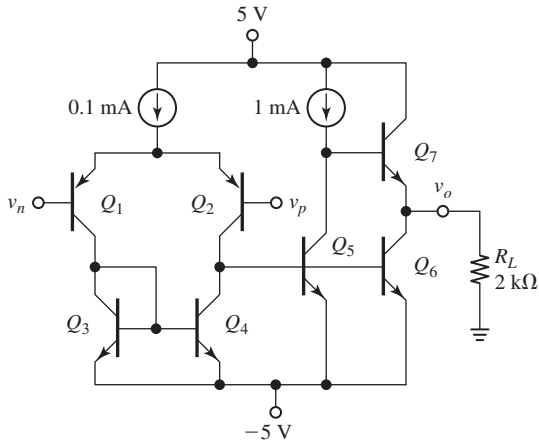 5 V
0.1 mA
1 mA
Q7
vo
vn
Q1
Q2
vp
Q5
Q6
RL
2 kΩ
Q3
Q4
−5 V